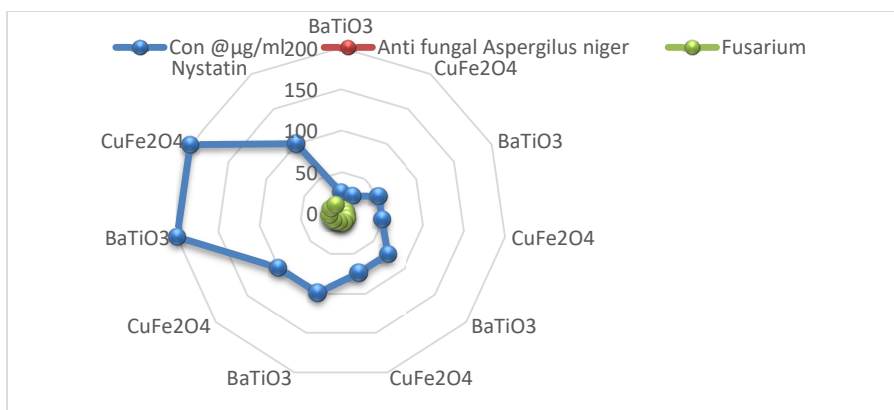 BaTiO3
200
Con @µg/ml
Anti fungal Aspergilus niger
Fusarium
Nystatin
CuFe2O4
150
CuFe2O4
100
BaTiO3
50
0
BaTiO3
CuFe2O4
CuFe2O4
BaTiO3
BaTiO3
CuFe2O4